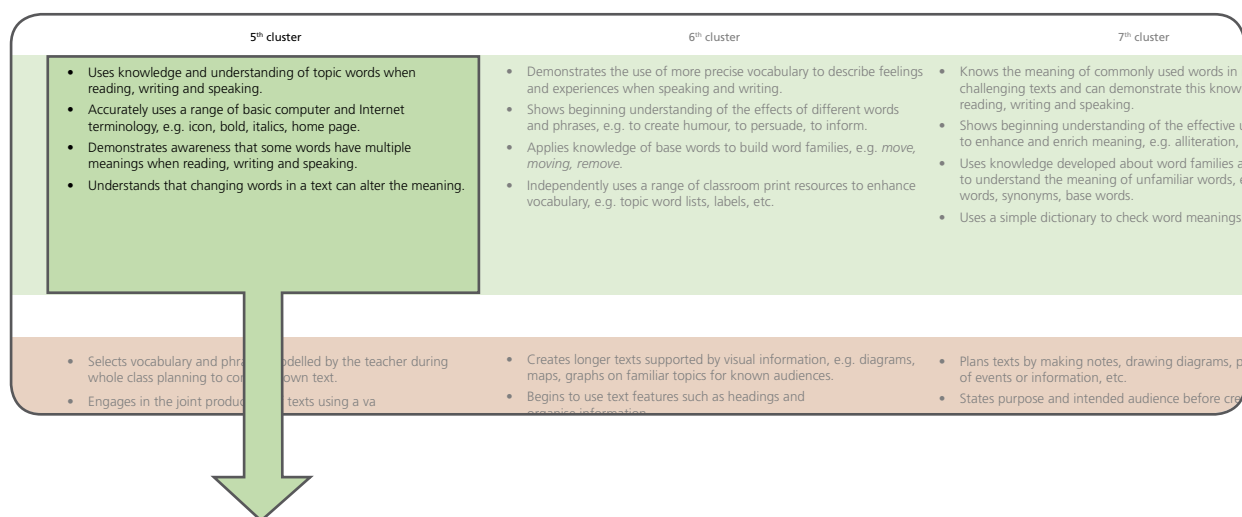 5th cluster
6th cluster
7th cluster
• Uses knowledge and understanding of topic words when
reading, writing and speaking.
• Accurately uses a range of basic computer and Internet
terminology, e.g. icon, bold, italics, home page.
• Demonstrates awareness that some words have multiple
meanings when reading, writing and speaking.
• Understands that changing words in a text can alter the meaning.
• Demonstrates the use of more precise vocabulary to describe feelings
and experiences when speaking and writing.
• Shows beginning understanding of the effects of different words
and phrases, e.g. to create humour, to persuade, to inform.
• Applies knowledge of base words to build word families, e.g. move,
moving, remove.
• Independently uses a range of classroom print resources to enhance
vocabulary, e.g. topic word lists, labels, etc.
• Knows the meaning of commonly used words in
challenging texts and can demonstrate this know
reading, writing and speaking.
• Shows beginning understanding of the effective u
to enhance and enrich meaning, e.g. alliteration,
• Uses knowledge developed about word families a
to understand the meaning of unfamiliar words, e
words, synonyms, base words.
• Uses a simple dictionary to check word meanings
• Selects vocabulary and phra odelled by the teacher during
whole class planning to con own text.
• Engages in the joint produc texts using a va
• Creates longer texts supported by visual information, e.g. diagrams,
maps, graphs on familiar topics for known audiences.
• Begins to use text features such as headings and
organise information
• Plans texts by making notes, drawing diagrams, p
of events or information, etc.
• States purpose and intended audience before cre